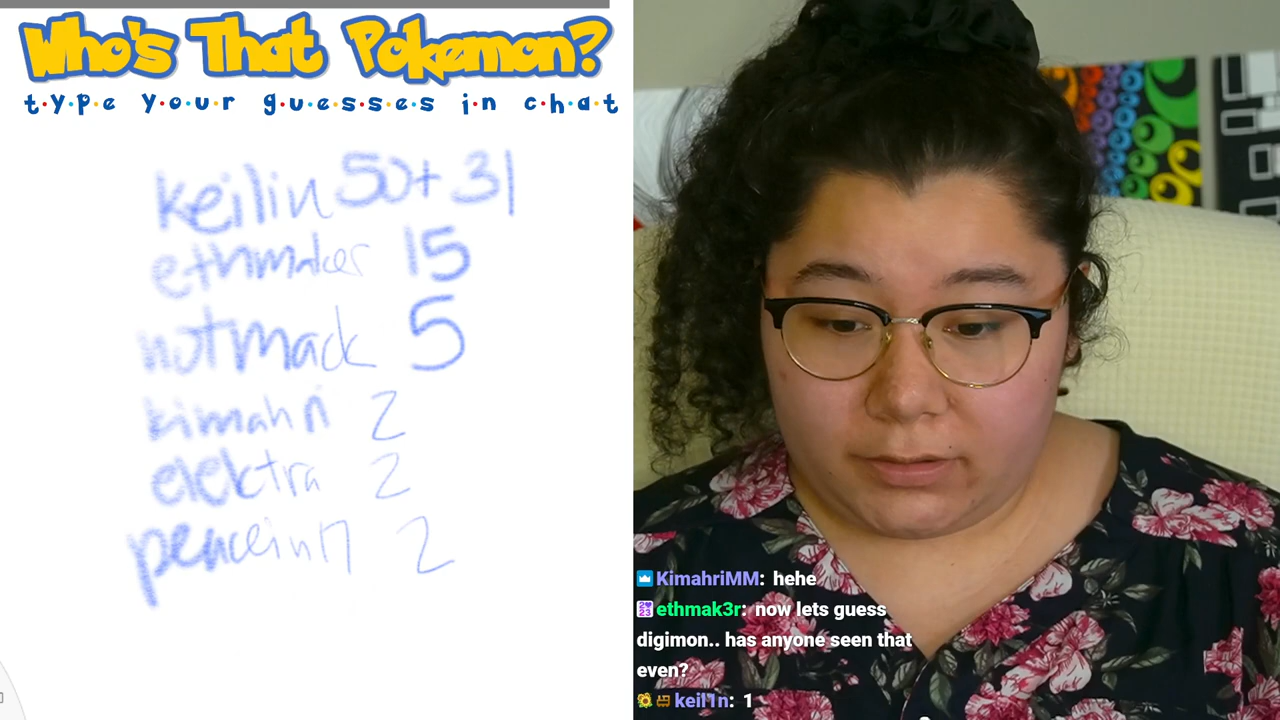 Who's That Pokemon?
type your guesses in chat
keilin 50+ 31
ethmaker 15
notmack 5
kimahri 2
elektra 2
2
KimahriMM: hehe
ethmak3r: now lets guess
digimon.. has anyone seen that
even?
keil1n: 1